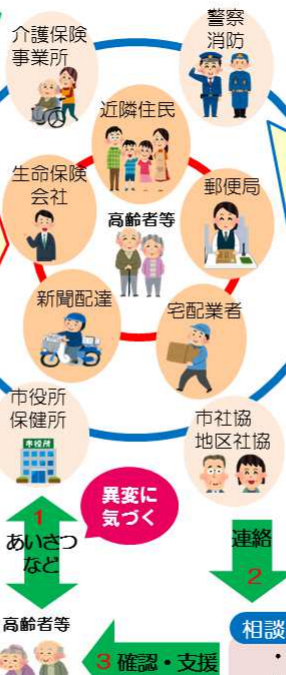 介護保険
事業所
警察
消防
近隣住民
生命保険
会社
高齢者等
郵便局
新聞配達
宅配業者
市役所
保健所
市役所
市社協
地区社協
異変に
気づく
1
あいさつ
など
連絡
2
高齢者等
3 確認・支援
相談
・